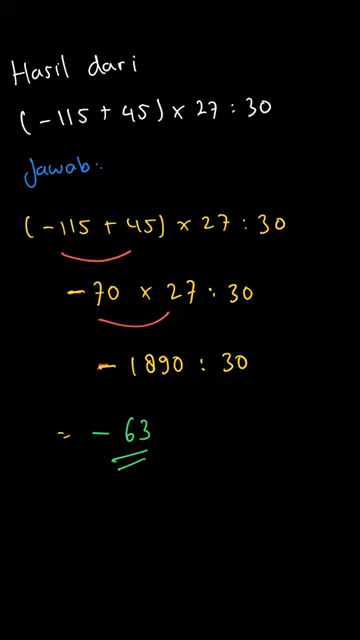 Hasil dari
(-115 + 45) x 27 : 30
Jawab:
(-115 + 45) x 27 : 30
-70 x 27 : 30
-1890 : 30
= -63